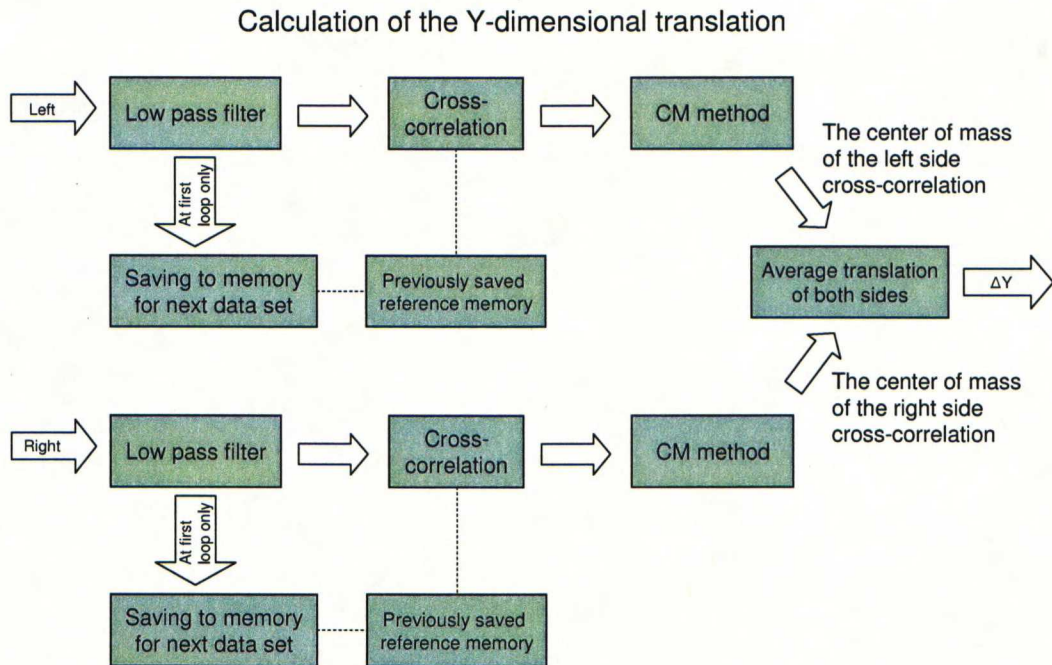 Calculation of the Y-dimensional translation
Left
Low pass filter
Cross-
correlation
CM method
The center of mass
of the left side
cross-correlation
At first
loop only
Saving to memory
for next data set
Previously saved
reference memory
Average translation
of both sides
ΔY
The center of mass
of the right side
cross-correlation
Right
Low pass filter
Cross-
correlation
CM method
At first
loop only
Saving to memory
for next data set
Previously saved
reference memory